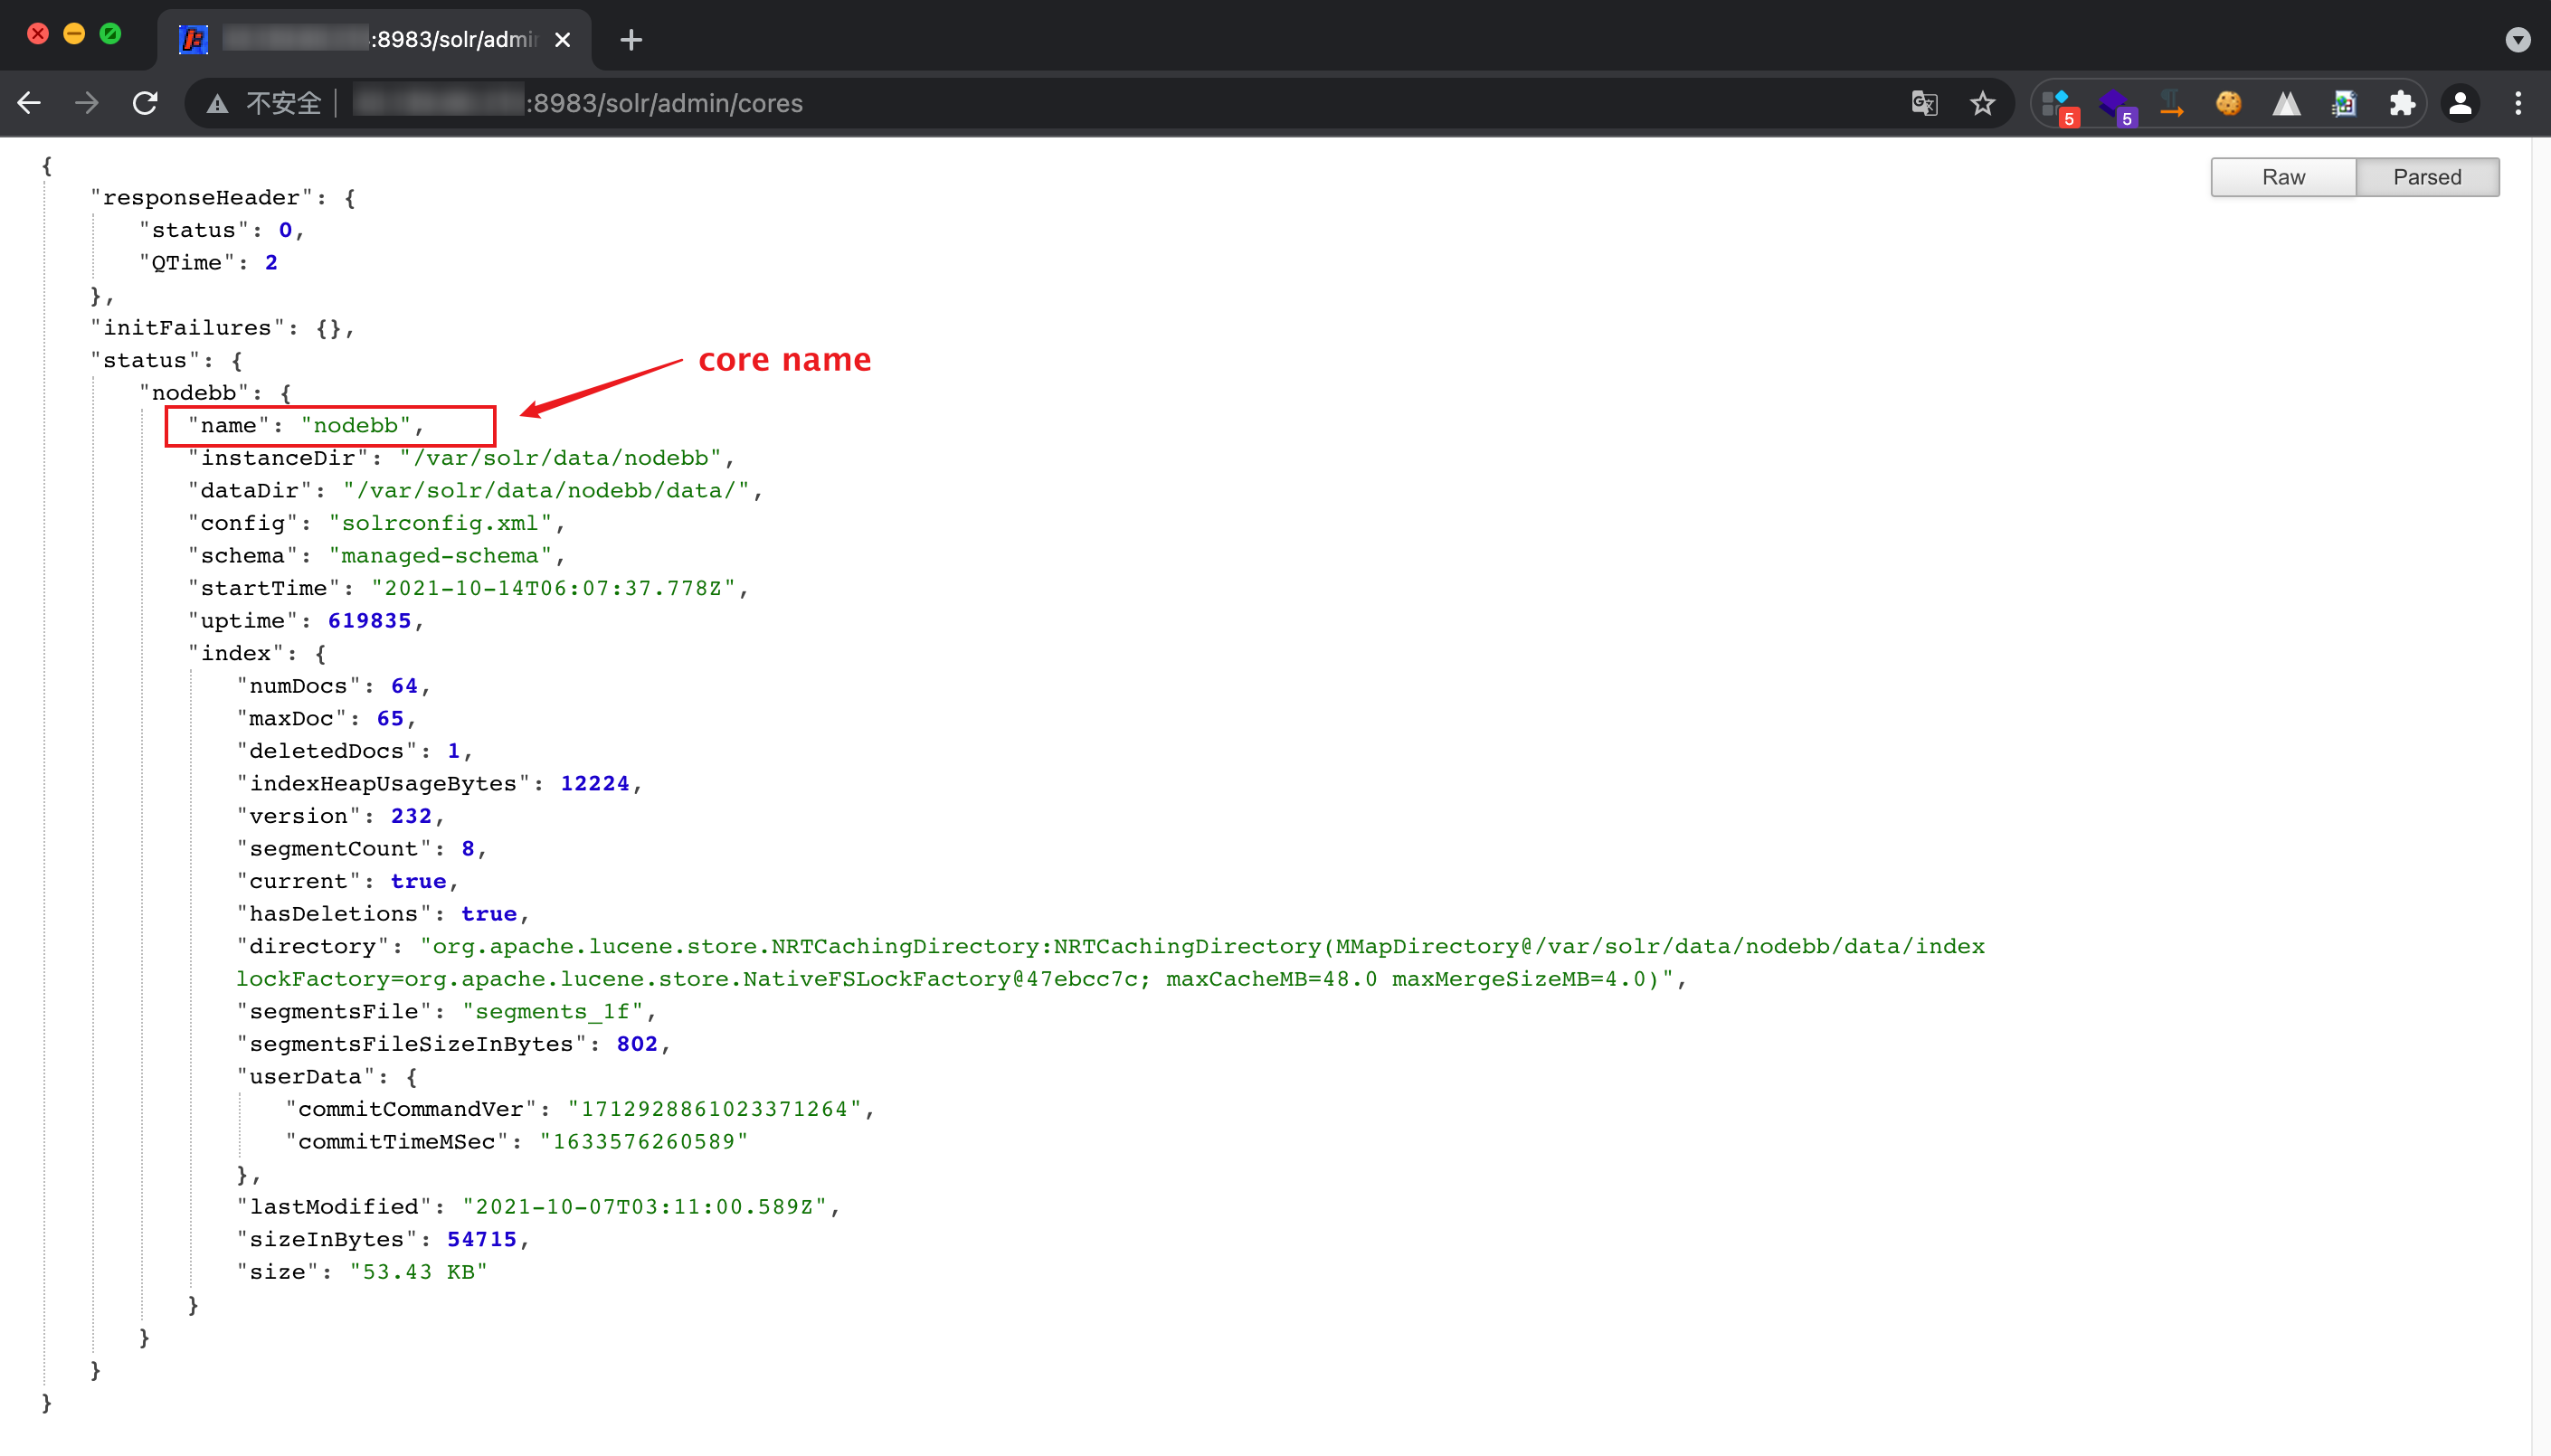 :8983/solr/admin
不安全
:8983/solr/admin/cores
5
5
Raw
Parsed
{
"responseHeader": {
"status": 0,
"QTime": 2
},
"initFailures": {},
"status": {
core name
"nodebb": {
"name": "nodebb",
"instanceDir": "/var/solr/data/nodebb",
"dataDir": "/var/solr/data/nodebb/data/",
"config": "solrconfig.xml",
"schema": "managed-schema",
"startTime": "2021-10-14T06:07:37.778Z",
"uptime": 619835,
"index": {
"numDocs": 64,
"maxDoc": 65,
"deletedDocs": 1,
"indexHeapUsageBytes": 12224,
"version": 232,
"segmentCount": 8,
"current": true,
"hasDeletions": true,
"directory": "org.apache.lucene.store.NRTCachingDirectory:NRTCachingDirectory(MMapDirectory@/var/solr/data/nodebb/data/index
lockFactory=org.apache.lucene.store.NativeFSLockFactory@47ebcc7c; maxCacheMB=48.0 maxMergeSizeMB=4.0)",
"segmentsFile": "segments_1f",
"segmentsFileSizeInBytes": 802,
"userData": {
"commitCommandVer": "1712928861023371264",
"commitTimeMSec": "1633576260589"
},
"lastModified": "2021-10-07T03:11:00.589Z",
"sizeInBytes": 54715,
"size": "53.43 KB"
}
}
}
}